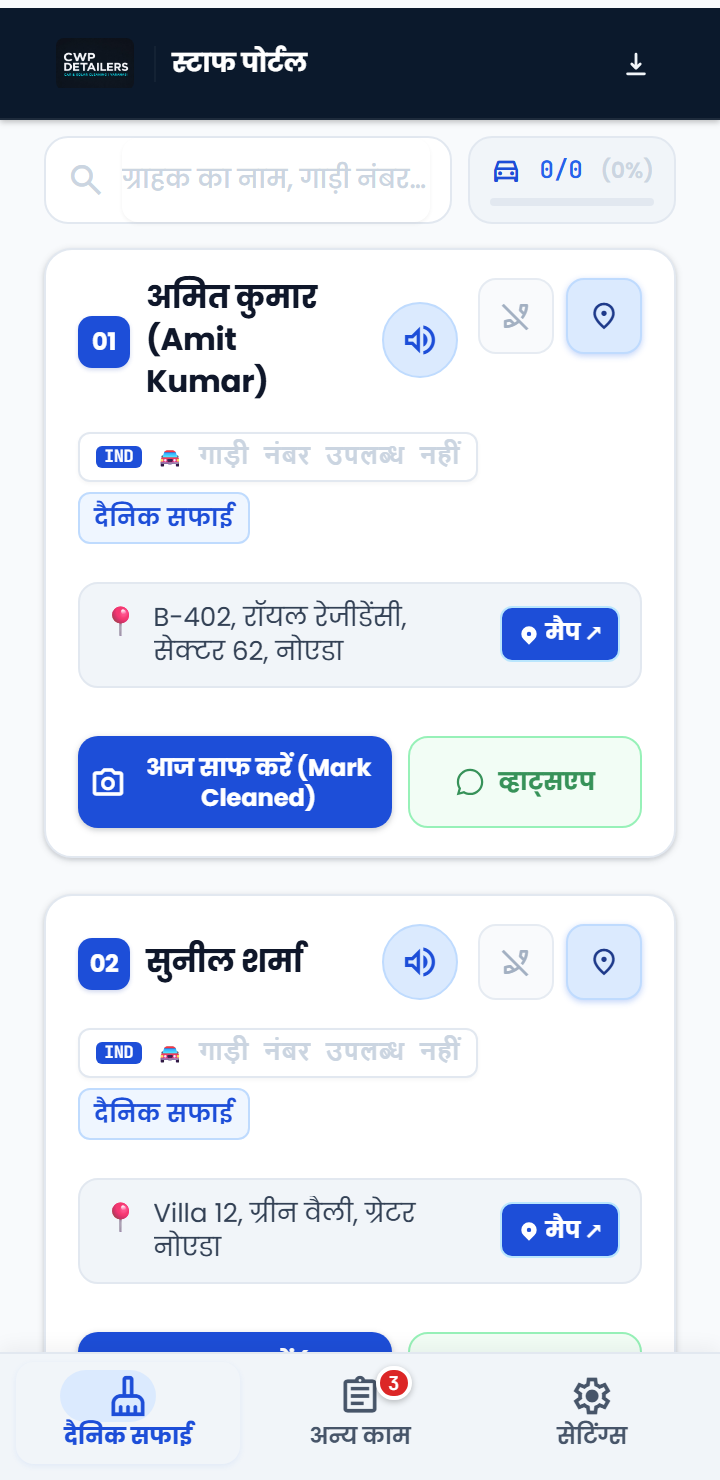 CWP
DETAILERS
स्टाफ पोर्टल
ग्राहक का नाम, गाड़ी नंबर...
0/0 (0%)
01
अमित कुमार
(Amit
Kumar)
IND गाड़ी नंबर उपलब्ध नहीं
दैनिक सफाई
B-402, रॉयल रेजीडेंसी,
सेक्टर 62, नोएडा
मैप ↗
आज साफ करें (Mark
Cleaned)
व्हाट्सएप
02 सुनील शर्मा
IND गाड़ी नंबर उपलब्ध नहीं
दैनिक सफाई
Villa 12, ग्रीन वैली, ग्रेटर
नोएडा
मैप ↗
3
दैनिक सफाई
अन्य काम
सेटिंग्स